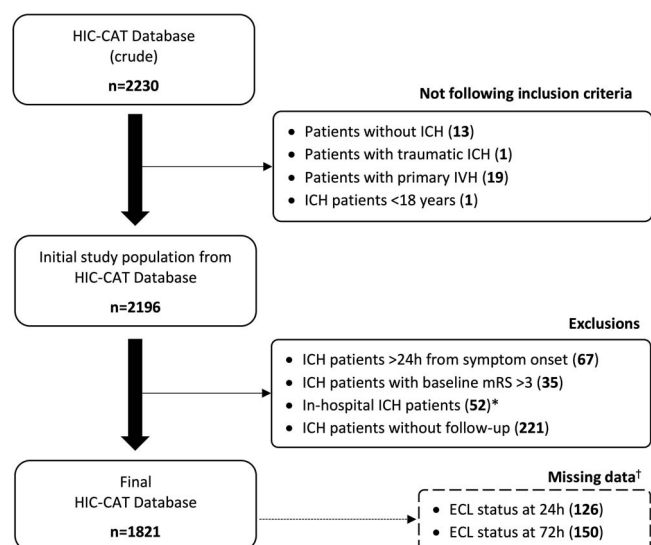 HIC-CAT Database
(crude)
n=2230
Not following inclusion criteria
• Patients without ICH (13)
• Patients with traumatic ICH (1)
• Patients with primary IVH (19)
• ICH patients <18 years (1)
Initial study population from
HIC-CAT Database
n=2196
Exclusions
• ICH patients >24h from symptom onset (67)
• ICH patients with baseline mRS >3 (35)
• In-hospital ICH patients (52)*
• ICH patients without follow-up (221)
Final
HIC-CAT Database
n=1821
Missing data†
• ECL status at 24h (126)
• ECL status at 72h (150)